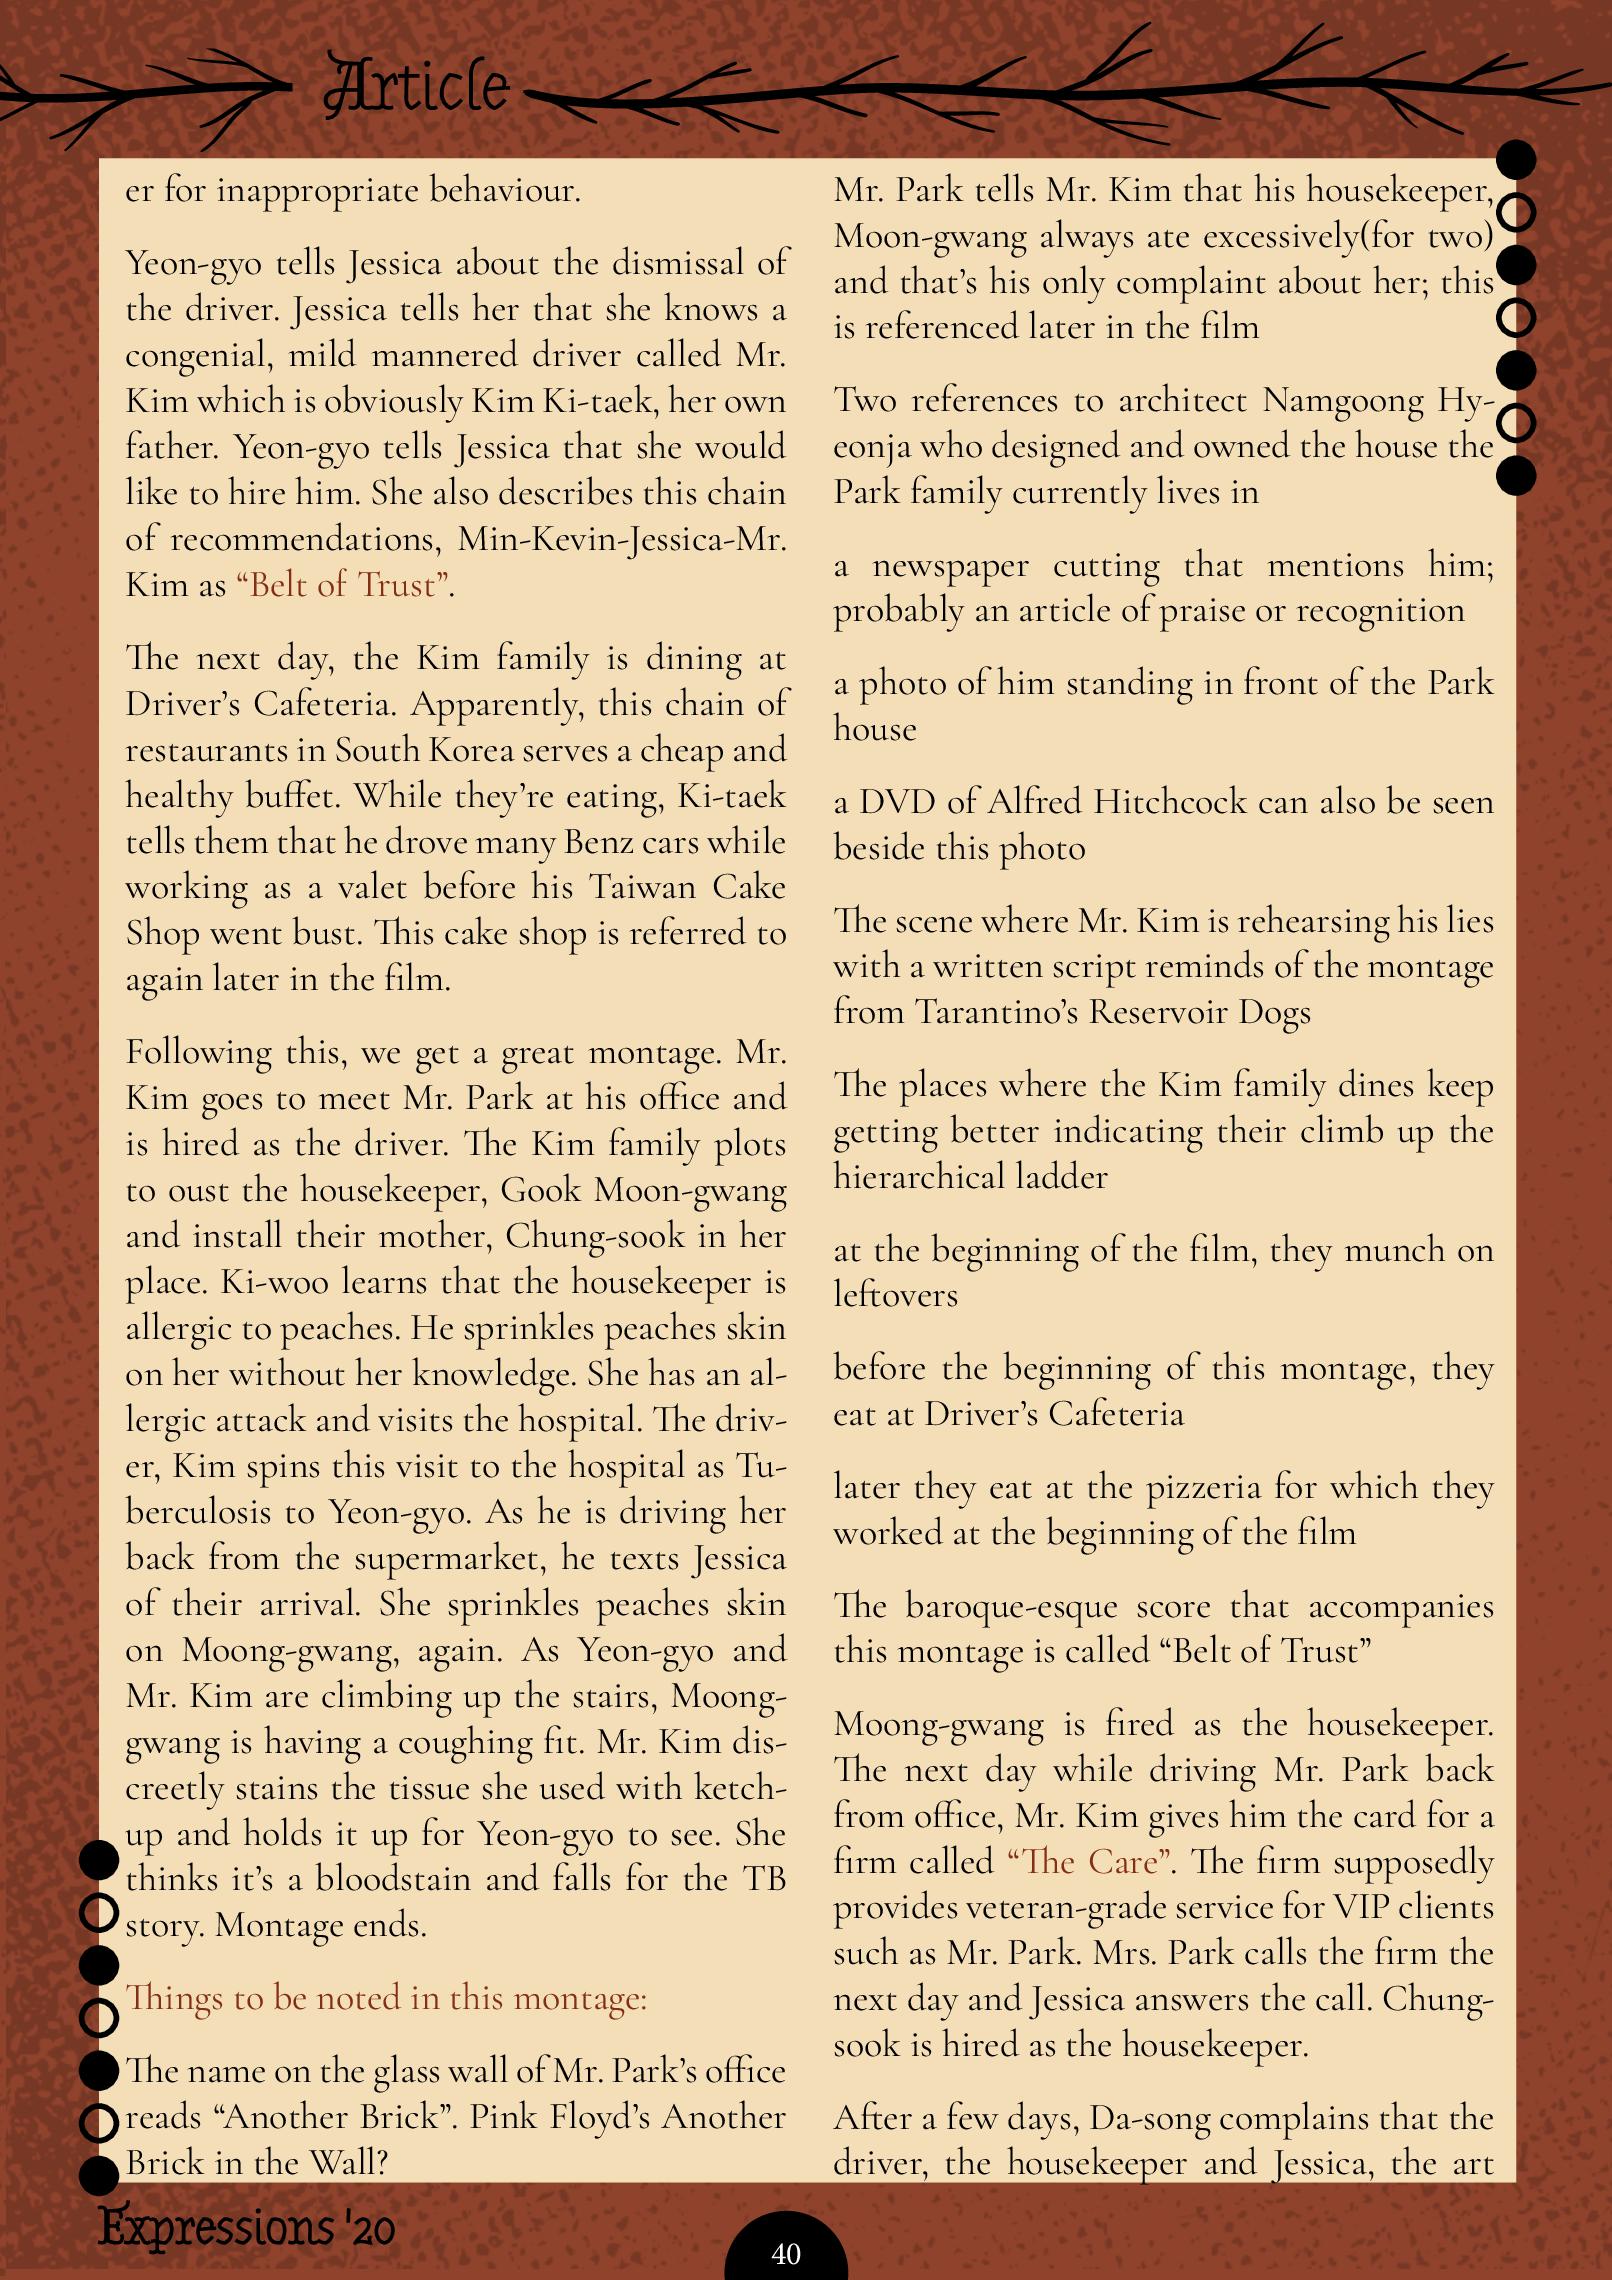 Article
er for inappropriate behaviour.
Yeon-gyo tells Jessica about the dismissal of
the driver. Jessica tells her that she knows a
congenial, mild mannered driver called Mr.
Kim which is obviously Kim Ki-taek, her own
father. Yeon-gyo tells Jessica that she would
like to hire him. She also describes this chain
of recommendations, Min-Kevin-Jessica-Mr.
Kim as “Belt of Trust”.
The next day, the Kim family is dining at
Driver’s Cafeteria. Apparently, this chain of
restaurants in South Korea serves a cheap and
healthy buffet. While they’re eating, Ki-taek
tells them that he drove many Benz cars while
working as a valet before his Taiwan Cake
Shop went bust. This cake shop is referred to
again later in the film.
Following this, we get a great montage. Mr.
Kim goes to meet Mr. Park at his office and
is hired as the driver. The Kim family plots
to oust the housekeeper, Gook Moon-gwang
and install their mother, Chung-sook in her
place. Ki-woo learns that the housekeeper is
allergic to peaches. He sprinkles peaches skin
on her without her knowledge. She has an al-
lergic attack and visits the hospital. The driv-
er, Kim spins this visit to the hospital as Tu-
berculosis to Yeon-gyo. As he is driving her
back from the supermarket, he texts Jessica
of their arrival. She sprinkles peaches skin
on Moong-gwang, again. As Yeon-gyo and
Mr. Kim are climbing up the stairs, Moong-
gwang is having a coughing fit. Mr. Kim dis-
creetly stains the tissue she used with ketch-
up and holds it up for Yeon-gyo to see. She
thinks it’s a bloodstain and falls for the TB
story. Montage ends.
Things to be noted in this montage:
The name on the glass wall of Mr. Park’s office
reads “Another Brick”. Pink Floyd’s Another
Brick in the Wall?
Mr. Park tells Mr. Kim that his housekeeper,
Moon-gwang always ate excessively(for two)
and that’s his only complaint about her; this
is referenced later in the film
Two references to architect Namgoong Hy-
eonja who designed and owned the house the
Park family currently lives in
a newspaper cutting that mentions him;
probably an article of praise or recognition
a photo of him standing in front of the Park
house
a DVD of Alfred Hitchcock can also be seen
beside this photo
The scene where Mr. Kim is rehearsing his lies
with a written script reminds of the montage
from Tarantino’s Reservoir Dogs
The places where the Kim family dines keep
getting better indicating their climb up the
hierarchical ladder
at the beginning of the film, they munch on
leftovers
before the beginning of this montage, they
eat at Driver’s Cafeteria
later they eat at the pizzeria for which they
worked at the beginning of the film
The baroque-esque score that accompanies
this montage is called “Belt of Trust”
Moong-gwang is fired as the housekeeper.
The next day while driving Mr. Park back
from office, Mr. Kim gives him the card for a
firm called “The Care”. The firm supposedly
provides veteran-grade service for VIP clients
such as Mr. Park. Mrs. Park calls the firm the
next day and Jessica answers the call. Chung-
sook is hired as the housekeeper.
After a few days, Da-song complains that the
driver, the housekeeper and Jessica, the art
Expressions '20
40